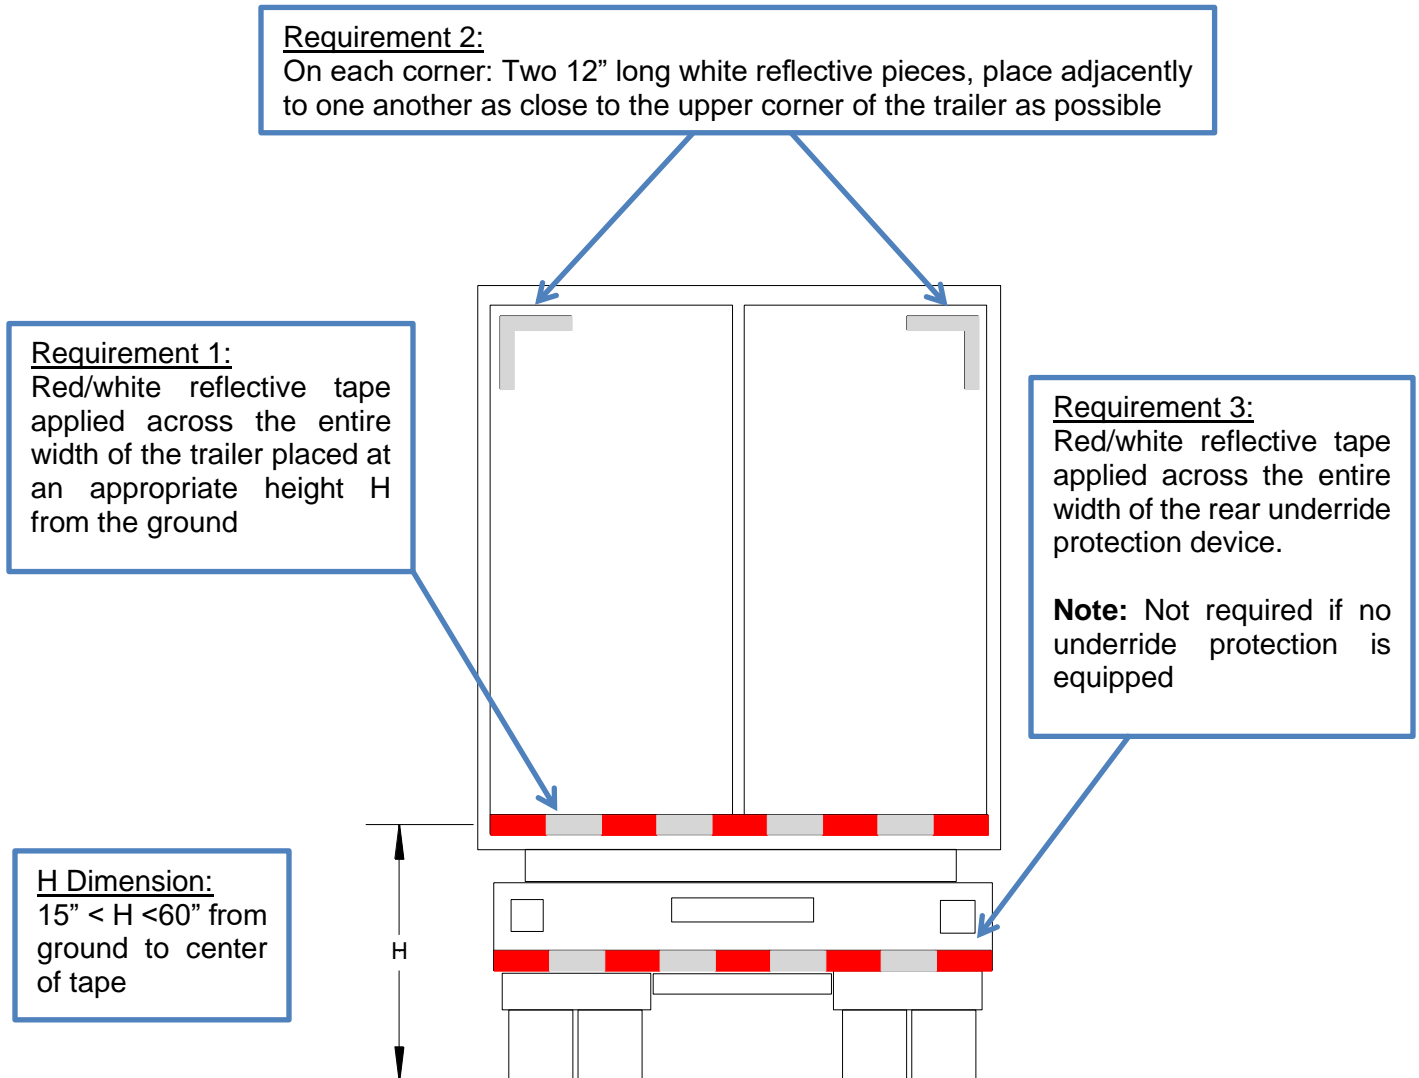 Requirement 2:
On each corner: Two 12” long white reflective pieces, place adjacently
to one another as close to the upper corner of the trailer as possible
Requirement 1:
Red/white reflective tape
applied across the entire
width of the trailer placed at
an appropriate height H
from the ground
Requirement 3:
Red/white reflective tape
applied across the entire
width of the rear underride
protection device.
Note: Not required if no
underride protection is
equipped
H Dimension:
15” < H <60” from
ground to center
of tape
H